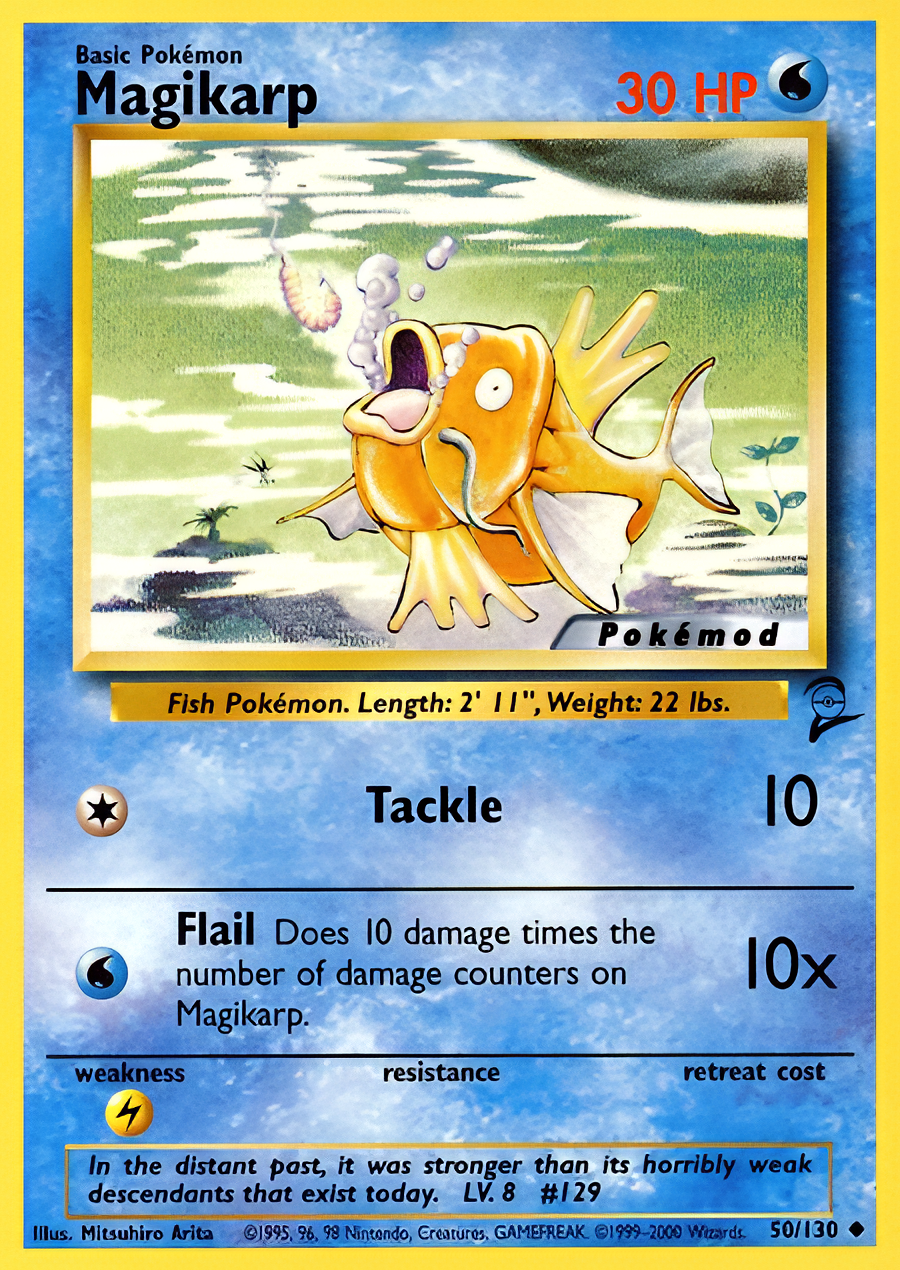 Basic Pokémon
Magikarp
30 HP
Pokémod
Fish Pokémon. Length: 2' 11", Weight: 22 lbs.
Tackle 10
Flail Does 10 damage times the
number of damage counters on
Magikarp.
10x
weakness resistance retreat cost
In the distant past, it was stronger than its horribly weak
descendants that exist today. LV. 8 #129
Illus. Mitsuhiro Arita ©1995, 96, 98 Nintendo, Creatures, GAMEFREAK. ©1999-2000 Wizards. 50/130